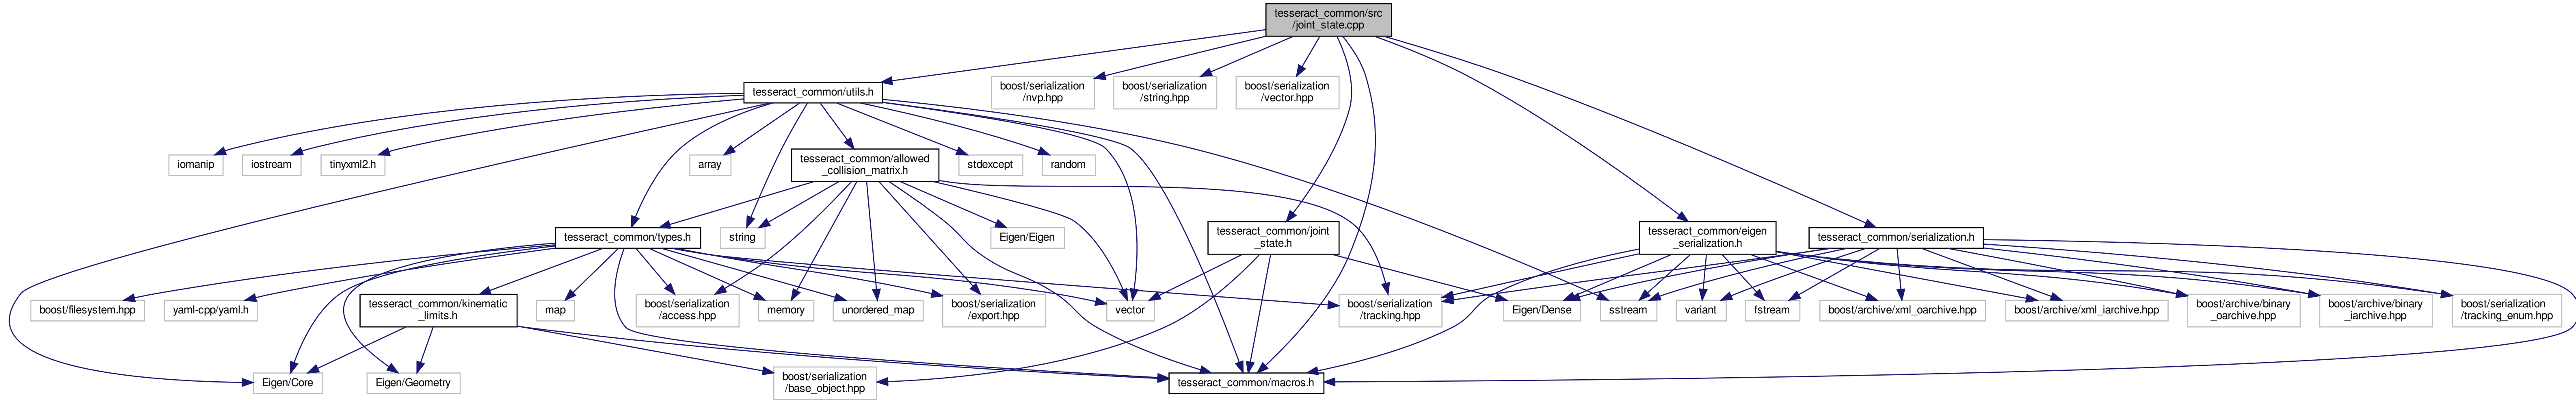 tesseract_common/src
/joint_state.cpp
tesseract_common/utils.h
boost/serialization
/nvp.hpp
boost/serialization
/string.hpp
boost/serialization
/vector.hpp
iomanip
iostream
tinyxml2.h
array
tesseract_common/allowed
_collision_matrix.h
stdexcept
random
tesseract_common/types.h
string
Eigen/Eigen
tesseract_common/joint
_state.h
tesseract_common/eigen
_serialization.h
tesseract_common/serialization.h
boost/filesystem.hpp
yaml-cpp/yaml.h
tesseract_common/kinematic
_limits.h
map
boost/serialization
/access.hpp
memory
unordered_map
boost/serialization
/export.hpp
vector
boost/serialization
/tracking.hpp
Eigen/Dense
sstream
variant
fstream
boost/archive/xml_oarchive.hpp
boost/archive/xml_iarchive.hpp
boost/archive/binary
_oarchive.hpp
boost/archive/binary
_iarchive.hpp
boost/serialization
/tracking_enum.hpp
Eigen/Core
Eigen/Geometry
boost/serialization
/base_object.hpp
tesseract_common/macros.h